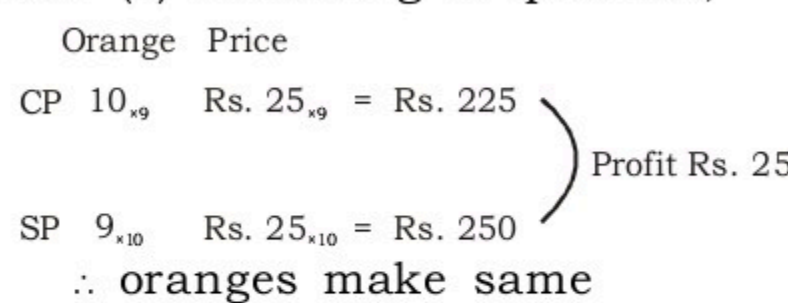 Orange Price
CP 10×9 Rs. 25×9 = Rs. 225
Profit Rs. 25
SP 9×10 Rs. 25×10 = Rs. 250
∴ oranges make same